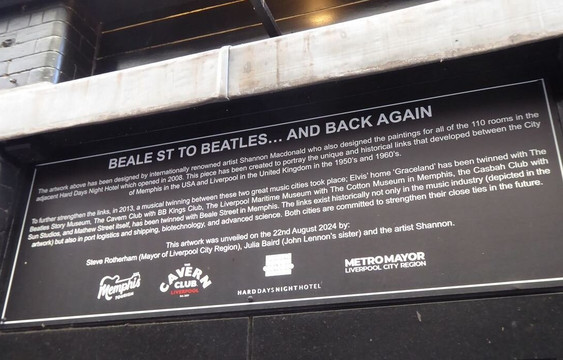 BEALE ST TO BEATLES... AND BACK AGAIN
The artwork above has been designed by internationally renowned artist Shannon Macdonald who also designed the paintings for all of the 110 rooms in the
adjacent Hard Days Night Hotel which opened in 2008. This piece has been created to portray the unique and historical links that developed between the City
of Memphis in the USA and Liverpool in the United Kingdom in the 1950's and 1960's.
To further strengthen the links, in 2013, a musical twinning between these two great music cities took place; Elvis' home 'Graceland' has been twinned with The
Beatles Story Museum, The Cavern Club with BB Kings Club, The Liverpool Maritime Museum with The Cotton Museum in Memphis, the Casbah Club with
Sun Studios, and Mathew Street itself, has been twinned with Beale Street in Memphis. The links exist historically not only in the music industry (depicted in the
artwork) but also in port logistics and shipping, biotechnology, and advanced science. Both cities are committed to strengthen their close ties in the future.
This artwork was unveiled on the 22nd August 2024 by:
Steve Rotherham (Mayor of Liverpool City Region), Julia Baird (John Lennon's sister) and the artist Shannon.
Memphis
TOURISM
THE
CAVERN
CLUB
LIVERPOOL
HARD DAYS NIGHT HOTEL
METRO MAYOR
LIVERPOOL CITY REGION